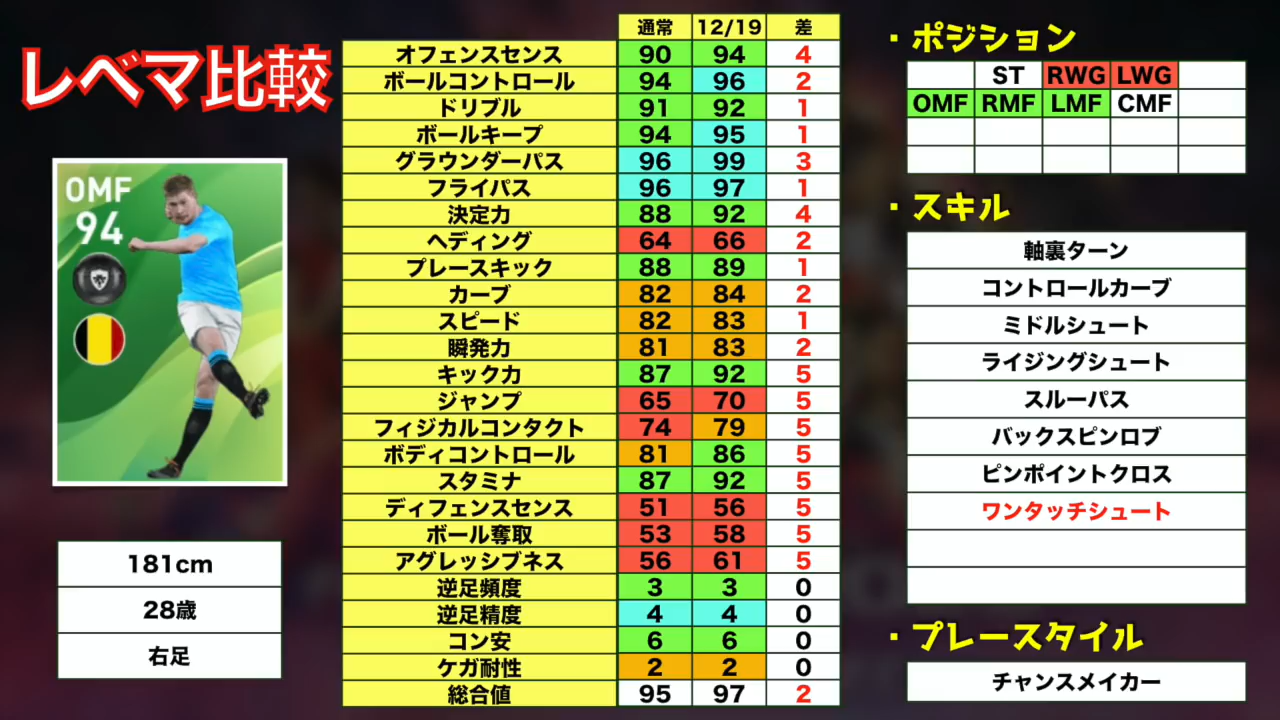 レベマ比較
OMF
94
181cm
28歳
右足
通常 12/19 差
オフェンスセンス 90 94 4
ボールコントロール 94 96 2
ドリブル 91 92 1
ボールキープ 94 95 1
グラウンダーパス 96 99 3
フライパス 96 97 1
決定力 88 92 4
ヘディング 64 66 2
プレースキック 88 89 1
カーブ 82 84 2
スピード 82 83 1
瞬発力 81 83 2
キック力 87 92 5
ジャンプ 65 70 5
フィジカルコンタクト 74 79 5
ボディコントロール 81 86 5
スタミナ 87 92 5
ディフェンスセンス 51 56 5
ボール奪取 53 58 5
アグレッシブネス 56 61 5
逆足頻度 3 3 0
逆足精度 4 4 0
コン安 6 6 0
ケガ耐性 2 2 0
総合値 95 97 2
・ポジション
ST RWG LWG
OMF RMF LMF CMF
・スキル
軸裏ターン
コントロールカーブ
ミドルシュート
ライジングシュート
スルーパス
バックスピンロブ
ピンポイントクロス
ワンタッチシュート
・プレースタイル
チャンスメイカー